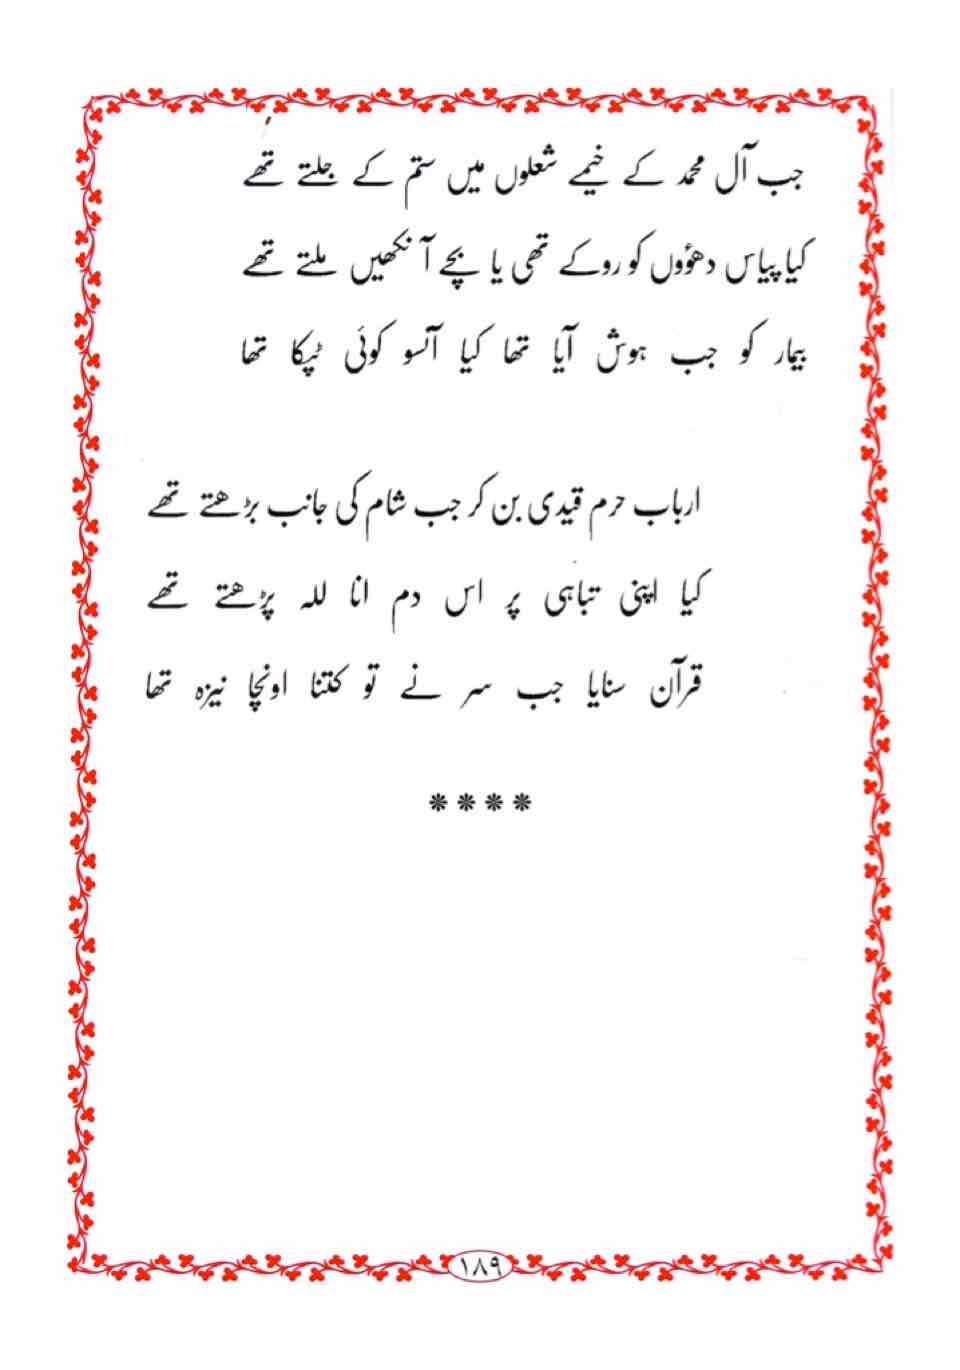 جب آل محمد کے خیمے شعلوں میں ستم کے جلتے تھے
کیا پیاس دھؤوں کو روکے تھی یا بچے آنکھیں ملتے تھے
بیمار کو جب ہوش آیا تھا کیا آنسو کوئی ٹپکا تھا
ارباب حرم قیدی بن کر جب شام کی جانب بڑھتے تھے
کیا اپنی تباہی پر اس دم انا للہ پڑھتے تھے
قرآن سنایا جب سر نے تو کتنا اونچا نیزہ تھا
****
۱۸۹